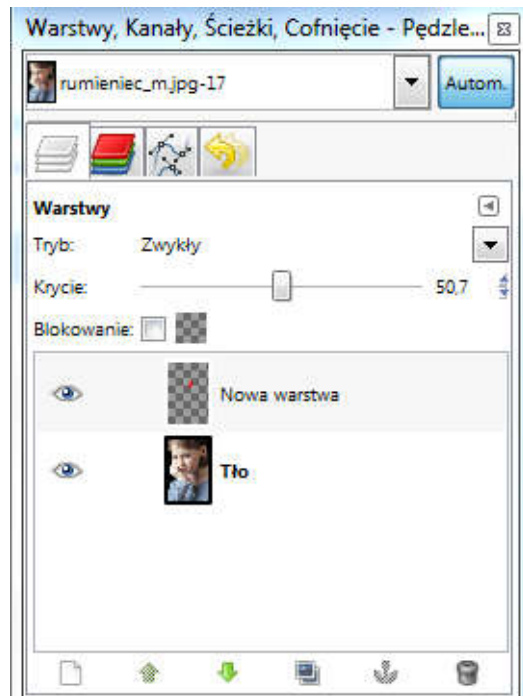 Warstwy, Kanały, Ścieżki, Cofnięcie - Pędzle...
rumieniec_m.jpg-17
Autom.
Warstwy
Tryb: Zwykły
Krycie: 50,7
Blokowanie:
Nowa warstwa
Tło